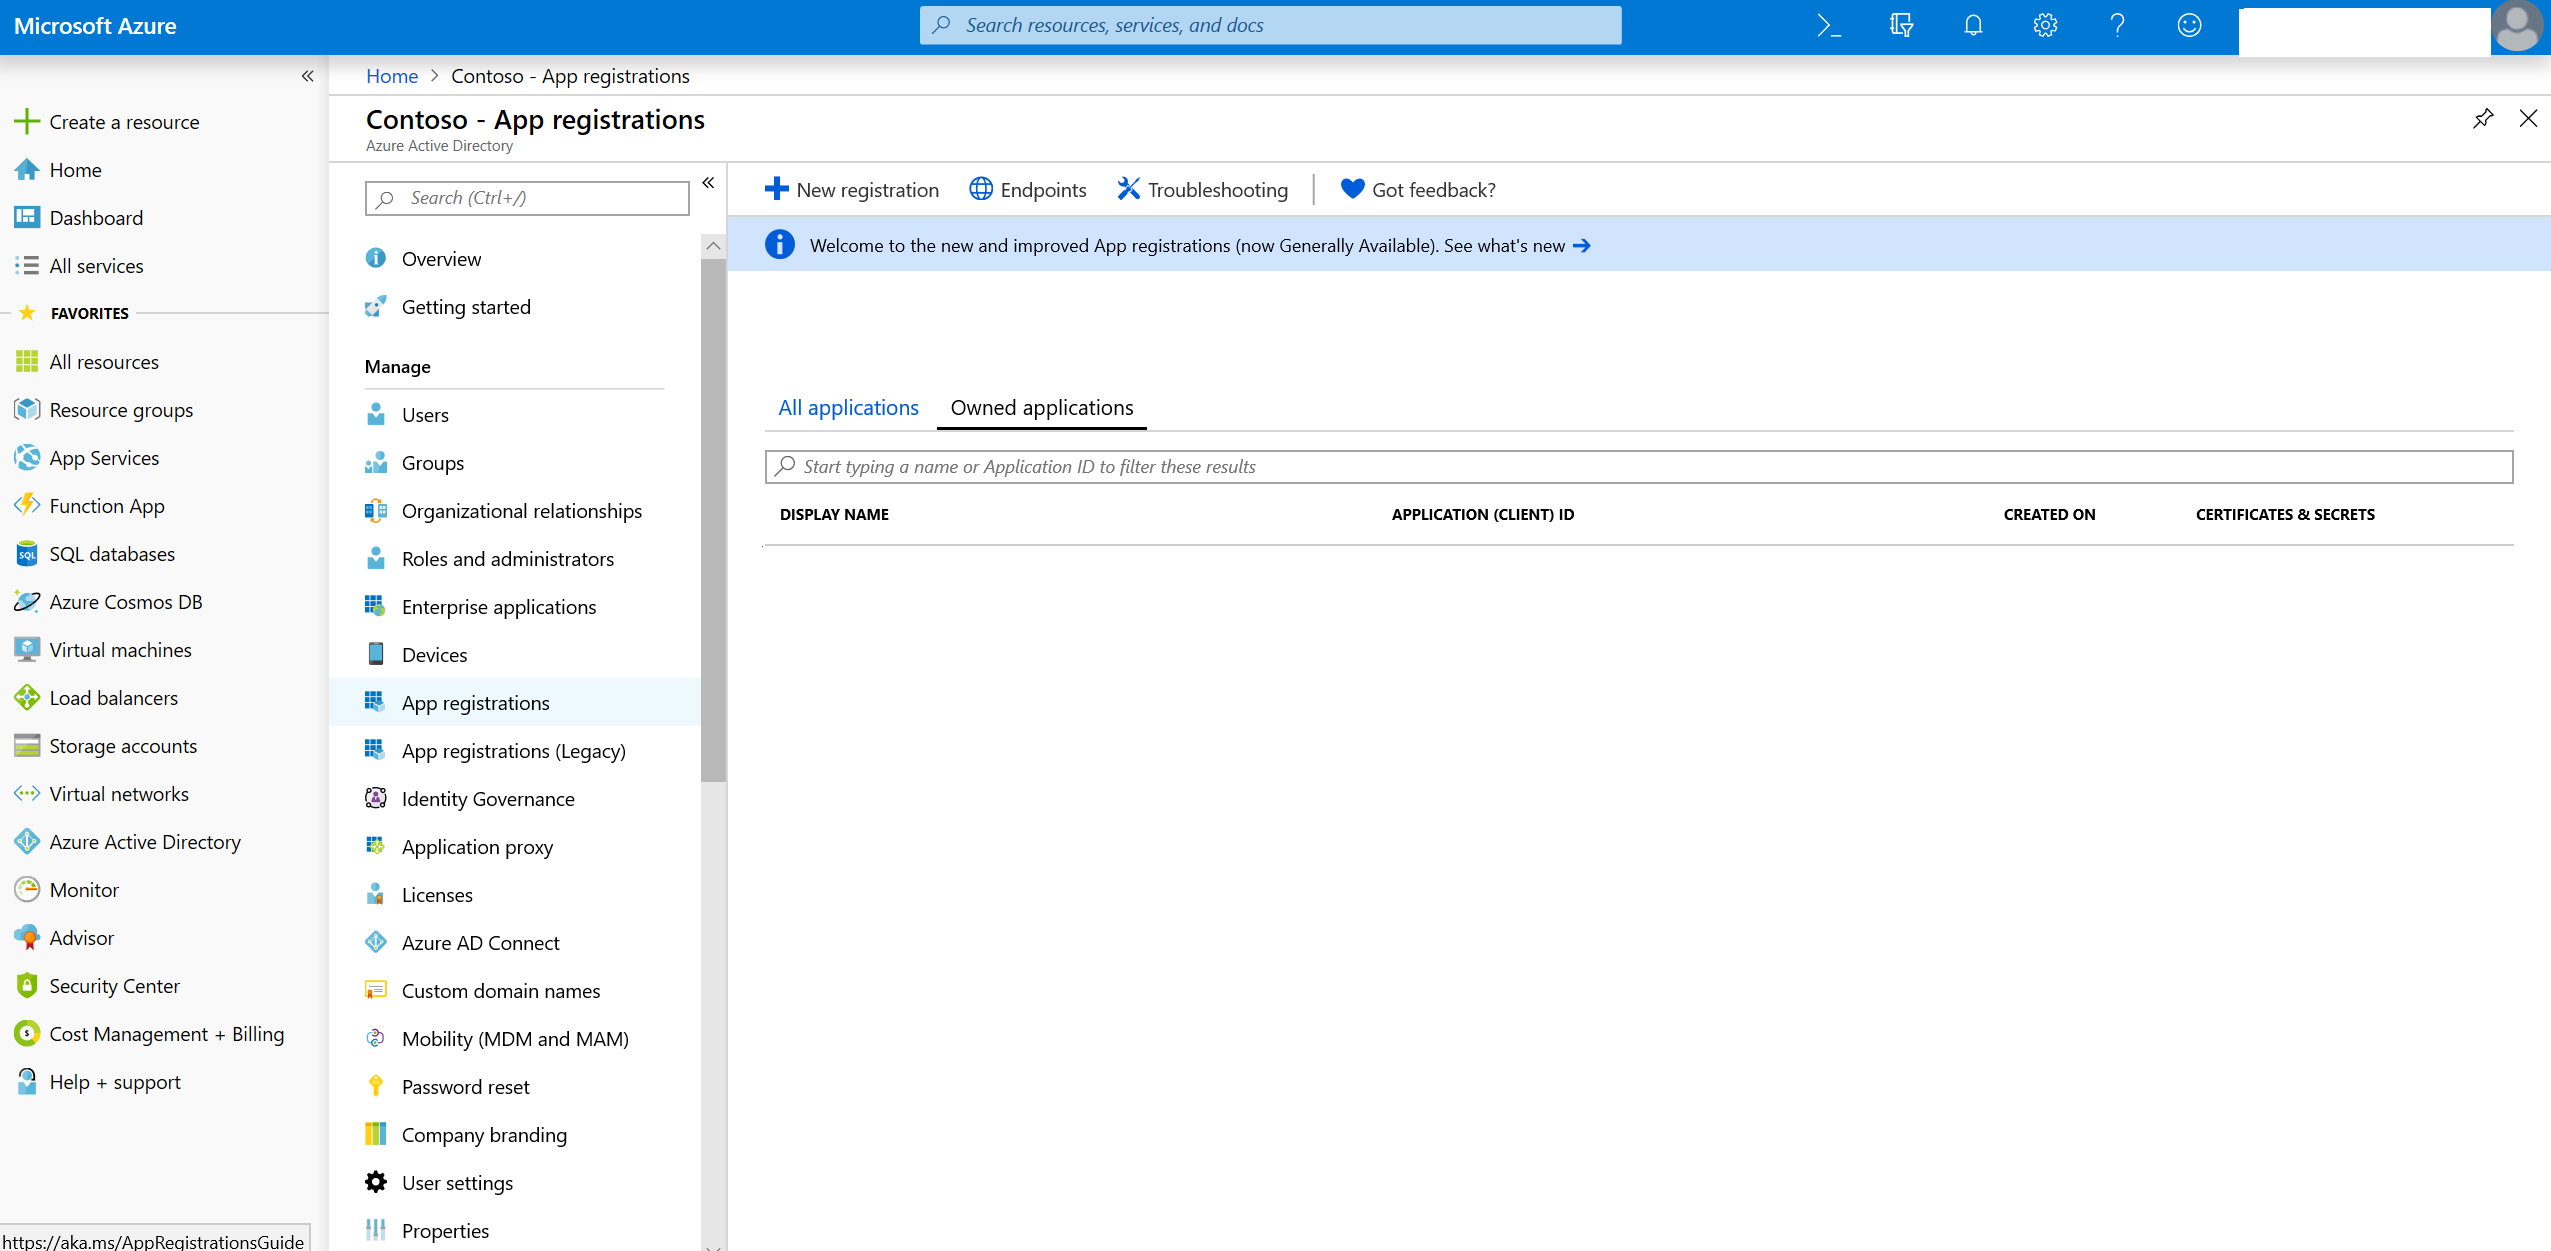 Microsoft Azure
Search resources, services, and docs
Home > Contoso - App registrations
Contoso - App registrations
Azure Active Directory
Create a resource
Home
Dashboard
All services
FAVORITES
All resources
Resource groups
App Services
Function App
SQL databases
Azure Cosmos DB
Virtual machines
Load balancers
Storage accounts
Virtual networks
Azure Active Directory
Monitor
Advisor
Security Center
Cost Management + Billing
Help + support
https://aka.ms/AppRegistrationsGuide
Search (Ctrl+/)
Overview
Getting started
Manage
Users
Groups
Organizational relationships
Roles and administrators
Enterprise applications
Devices
App registrations
App registrations (Legacy)
Identity Governance
Application proxy
Licenses
Azure AD Connect
Custom domain names
Mobility (MDM and MAM)
Password reset
Company branding
User settings
Properties
New registration Endpoints Troubleshooting Got feedback?
Welcome to the new and improved App registrations (now Generally Available). See what's new →
All applications Owned applications
Start typing a name or Application ID to filter these results
DISPLAY NAME APPLICATION (CLIENT) ID CREATED ON CERTIFICATES & SECRETS